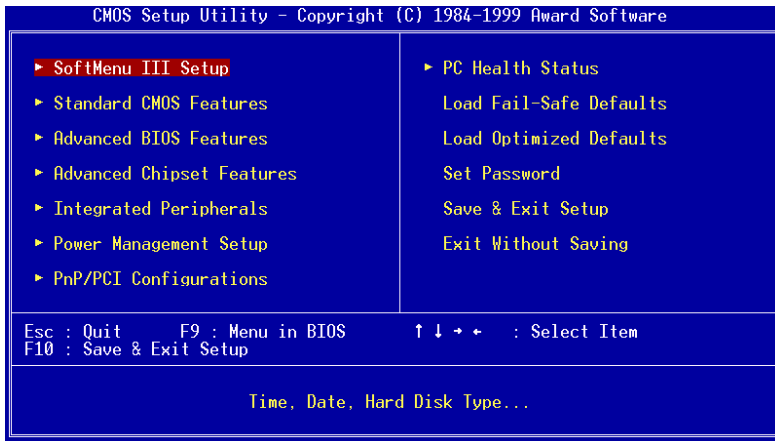 CMOS Setup Utility - Copyright (C) 1984-1999 Award Software
► SoftMenu III Setup
► Standard CMOS Features
► Advanced BIOS Features
► Advanced Chipset Features
► Integrated Peripherals
► Power Management Setup
► PnP/PCI Configurations
► PC Health Status
Load Fail-Safe Defaults
Load Optimized Defaults
Set Password
Save & Exit Setup
Exit Without Saving
Esc : Quit F9 : Menu in BIOS ↑ ↓ → ← : Select Item
F10 : Save & Exit Setup
Time, Date, Hard Disk Type...